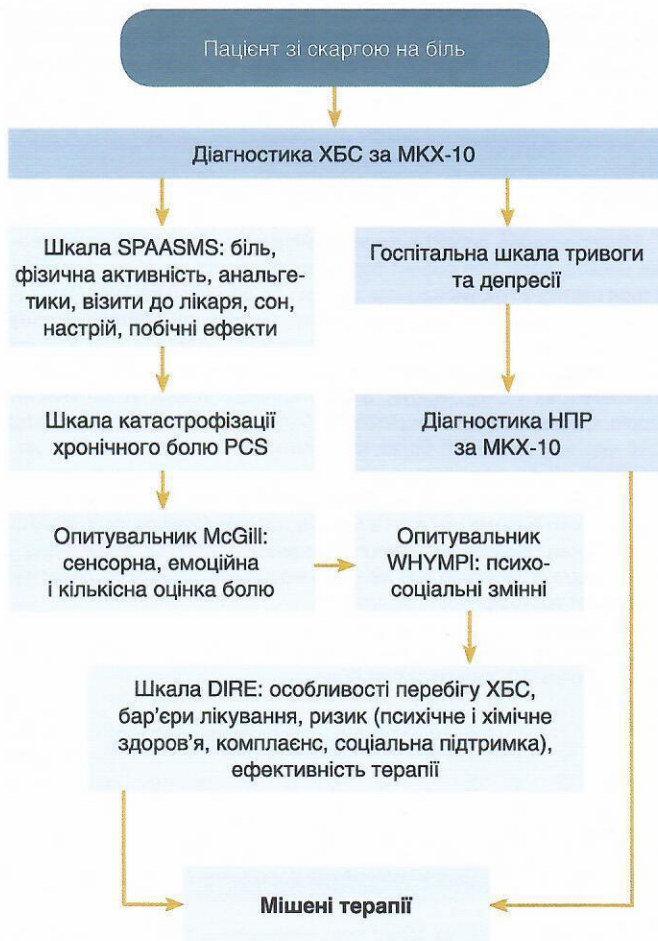 Пацієнт зі скаргою на біль
Діагностика ХБС за МКХ-10
Шкала SPAASMS: біль,
фізична активність, анальге-
тики, візити до лікаря, сон,
настрій, побічні ефекти
Госпітальна шкала тривоги
та депресії
Шкала катастрофізації
хронічного болю PCS
Діагностика НПР
за МКХ-10
Опитувальник McGill:
сенсорна, емоційна
і кількісна оцінка болю
Опитувальник
WHYMPI: психо-
соціальні змінні
Шкала DIRE: особливості перебігу ХБС,
бар'єри лікування, ризик (психічне і хімічне
здоров'я, комплаєнс, соціальна підтримка),
ефективність терапії
Мішені терапії